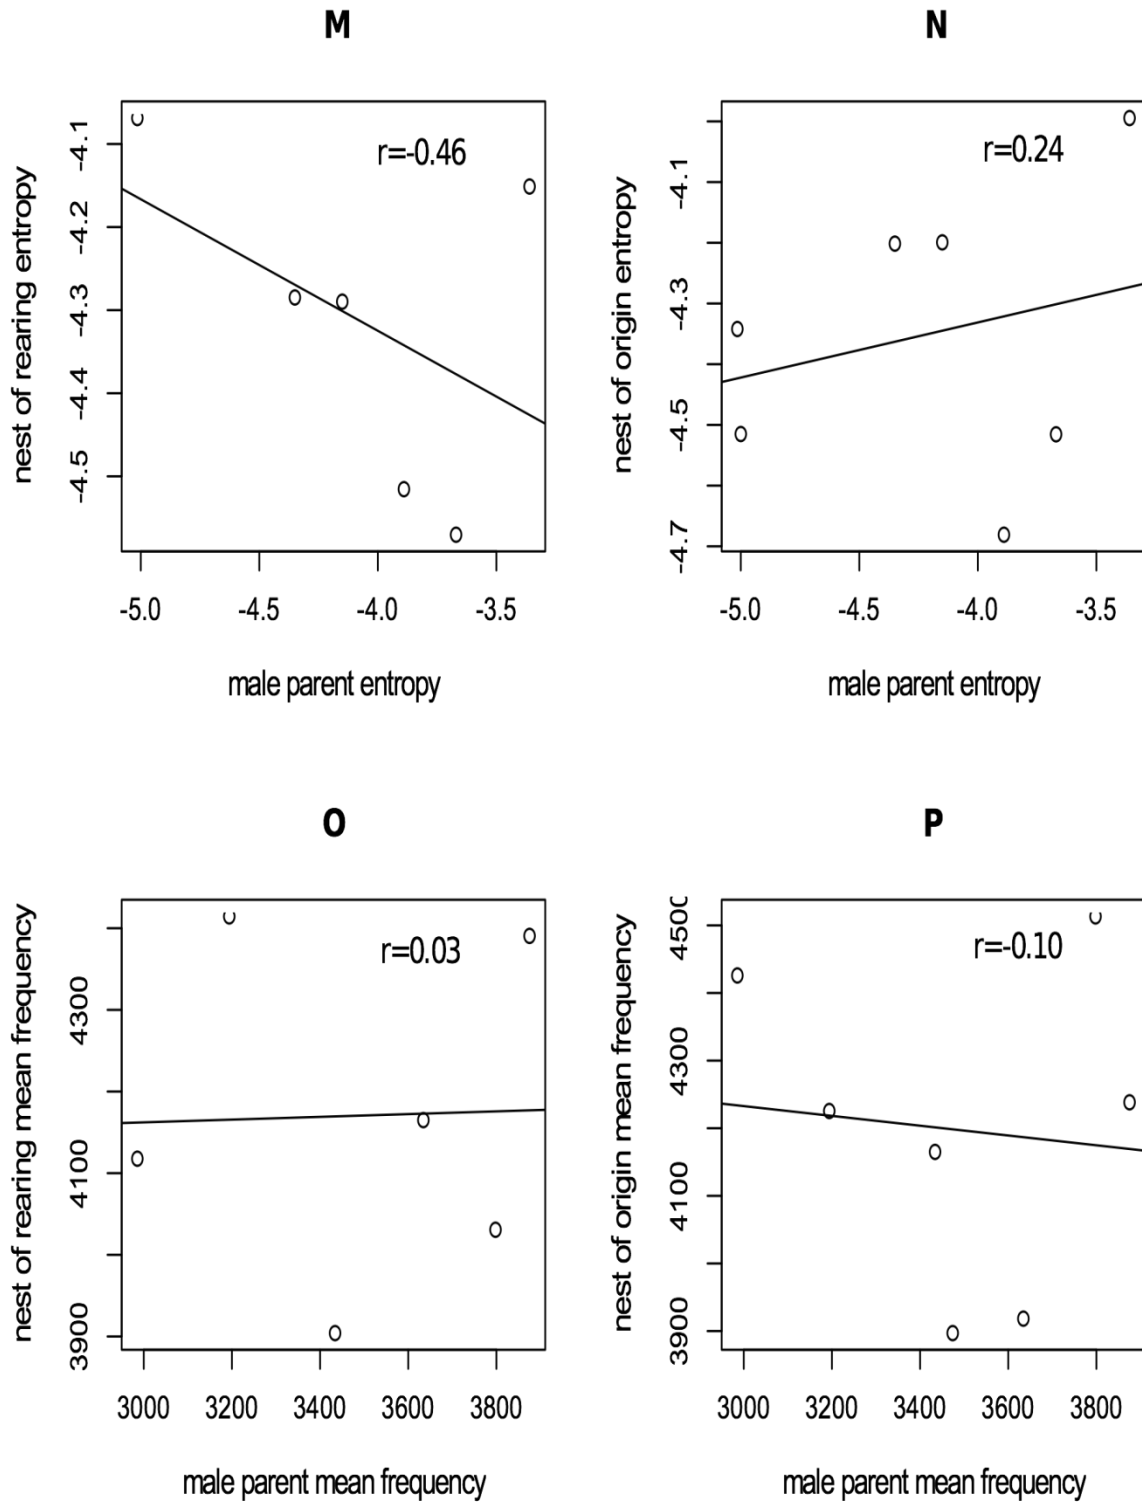 M
r=-0.46
nest of rearing entropy
-4.1
-4.2
-4.3
-4.4
-4.5
-5.0 -4.5 -4.0 -3.5
male parent entropy
N
r=0.24
nest of origin entropy
-4.1
-4.3
-4.5
-4.7
-5.0 -4.5 -4.0 -3.5
male parent entropy
O
r=0.03
nest of rearing mean frequency
4300
4100
3900
3000 3200 3400 3600 3800
male parent mean frequency
P
r=-0.10
nest of origin mean frequency
4500
4300
4100
3900
3000 3200 3400 3600 3800
male parent mean frequency